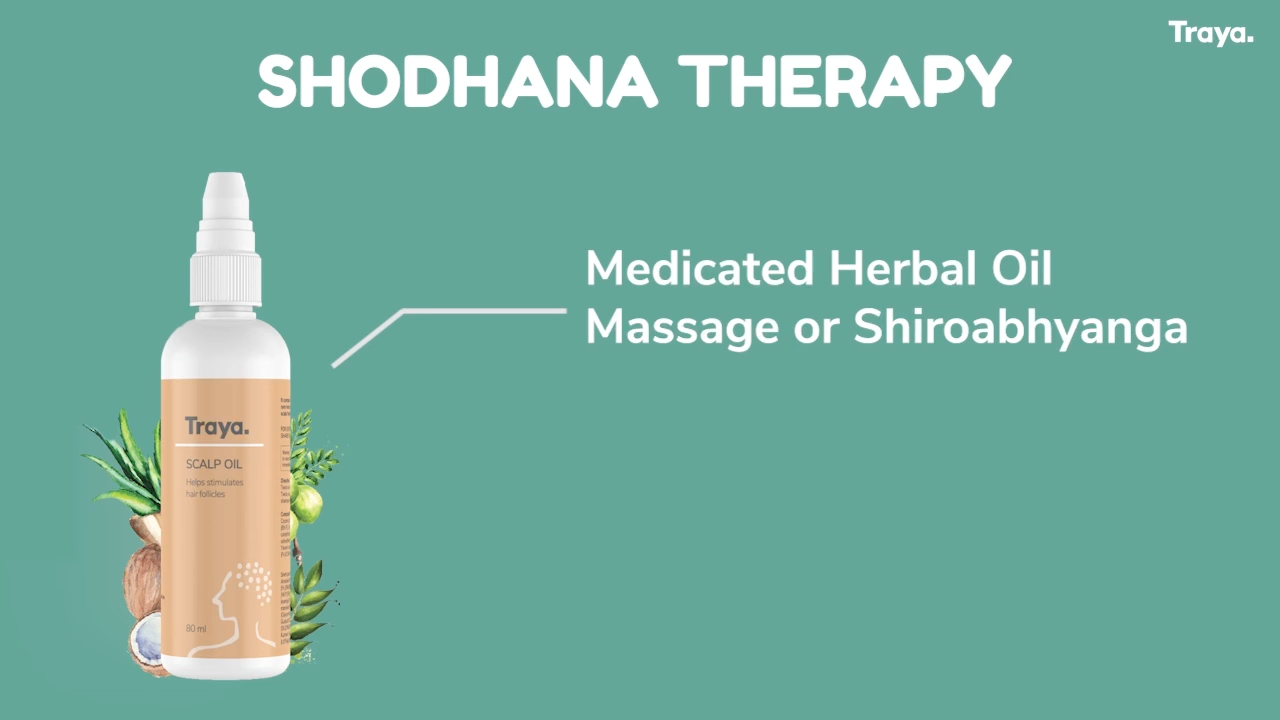 Traya.
SHODHANA THERAPY
Medicated Herbal Oil
Massage or Shiroabhyanga
Traya.
SCALP OIL
Helps stimulates
hair follicles
80 ml